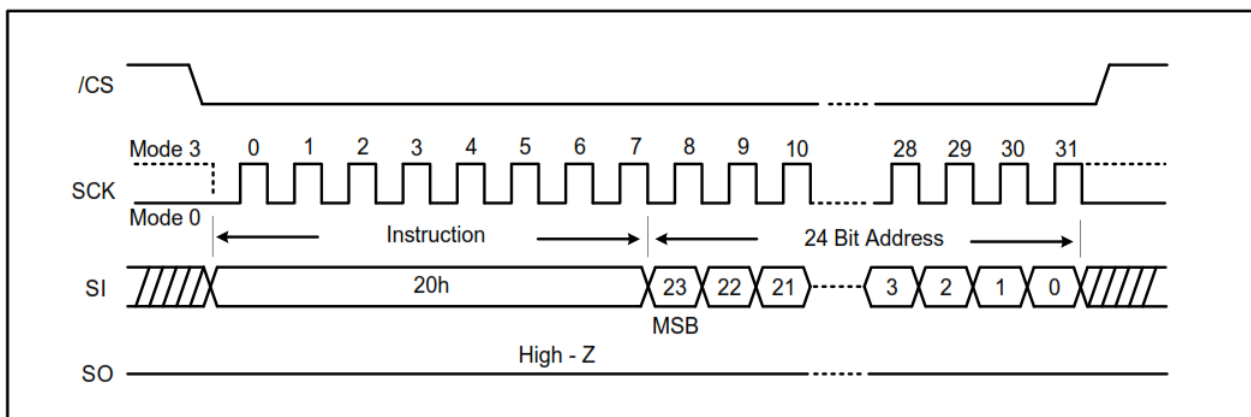 /CS
Mode 3
0 1 2 3 4 5 6 7 8 9 10 28 29 30 31
SCK
Mode 0
Instruction 24 Bit Address
SI 20h 23 22 21 3 2 1 0
MSB
High - Z
SO